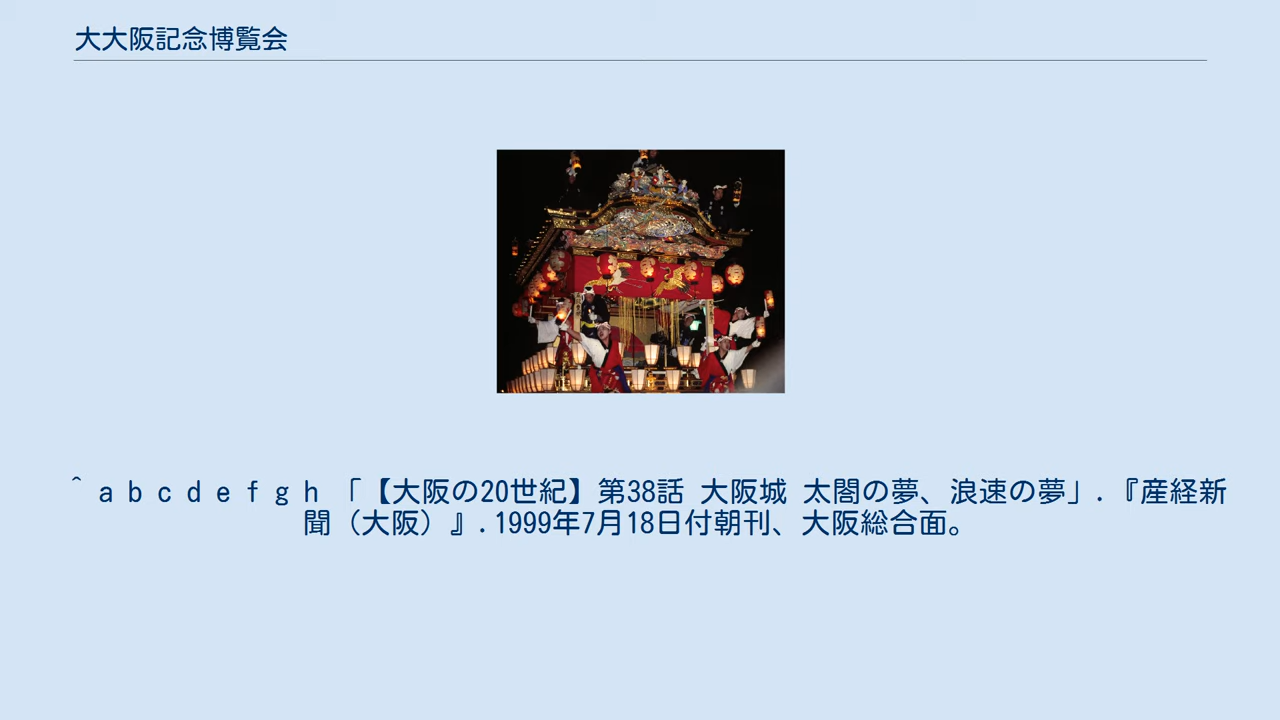 大大阪記念博覧会
^ a b c d e f g h 「【大阪の20世紀】第38話 大阪城 太閤の夢、浪速の夢」.『産経新
聞（大阪）』. 1999年7月18日付朝刊、大阪総合面。